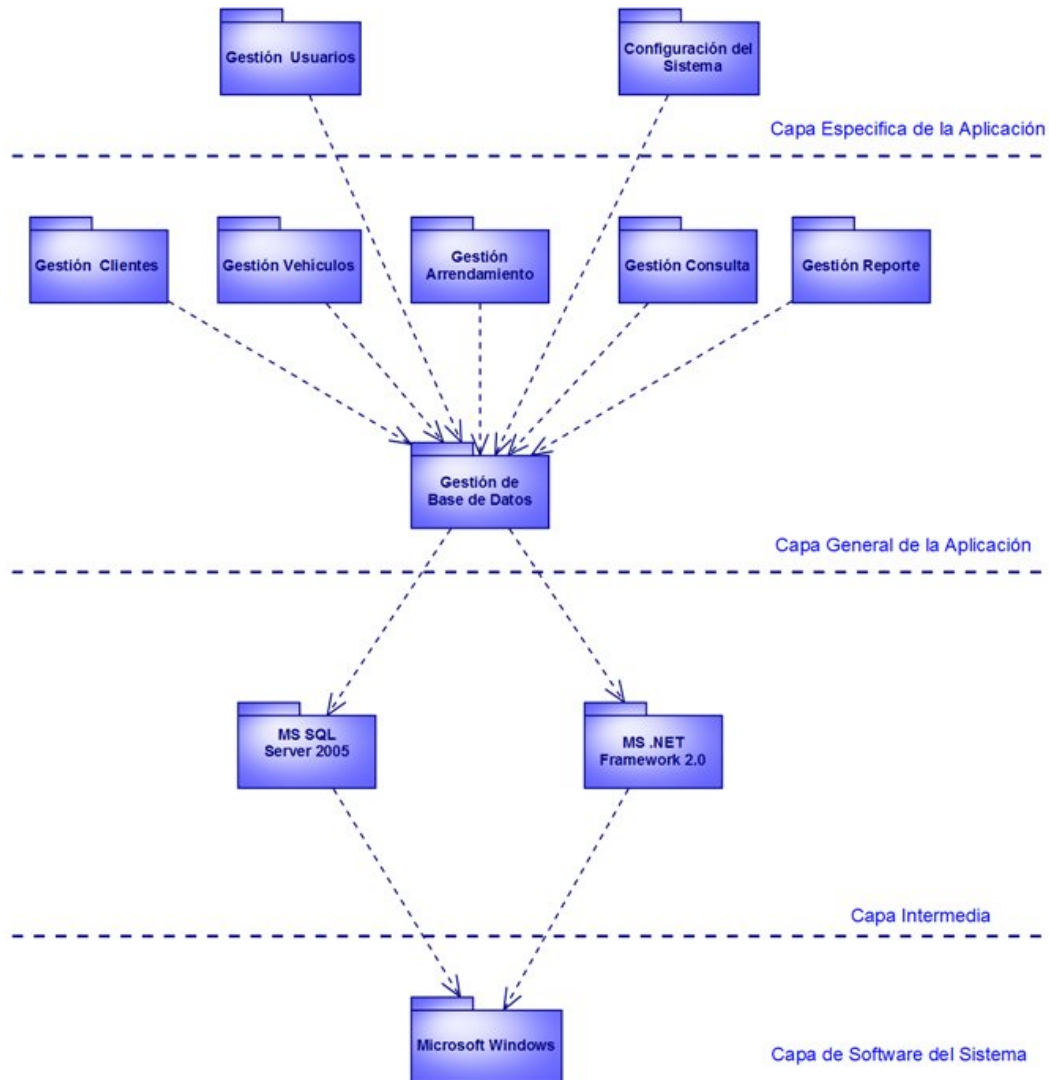 Gestión Usuarios
Configuración del
Sistema
Capa Especifica de la Aplicación
Gestión Clientes
Gestión Vehículos
Gestión
Arrendamiento
Gestión Consulta
Gestión Reporte
Gestión de
Base de Datos
Capa General de la Aplicación
MS SQL
Server 2005
MS .NET
Framework 2.0
Capa Intermedia
Microsoft Windows
Capa de Software del Sistema